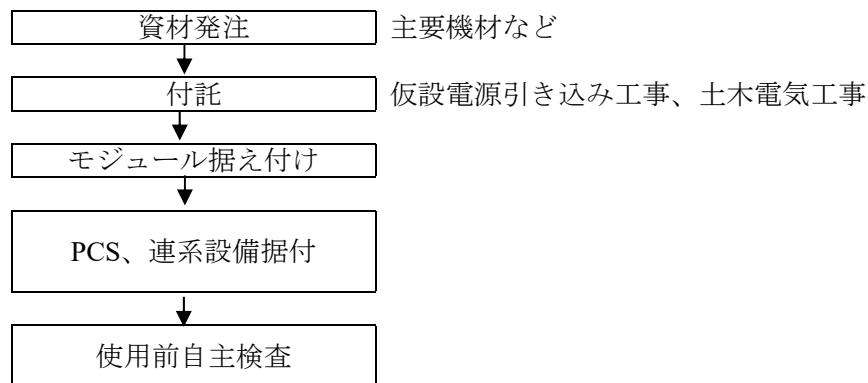 資材発注 主要機材など
付託 仮設電源引き込み工事、土木電気工事
モジュール据え付け
PCS、連系設備据付
使用前自主検査